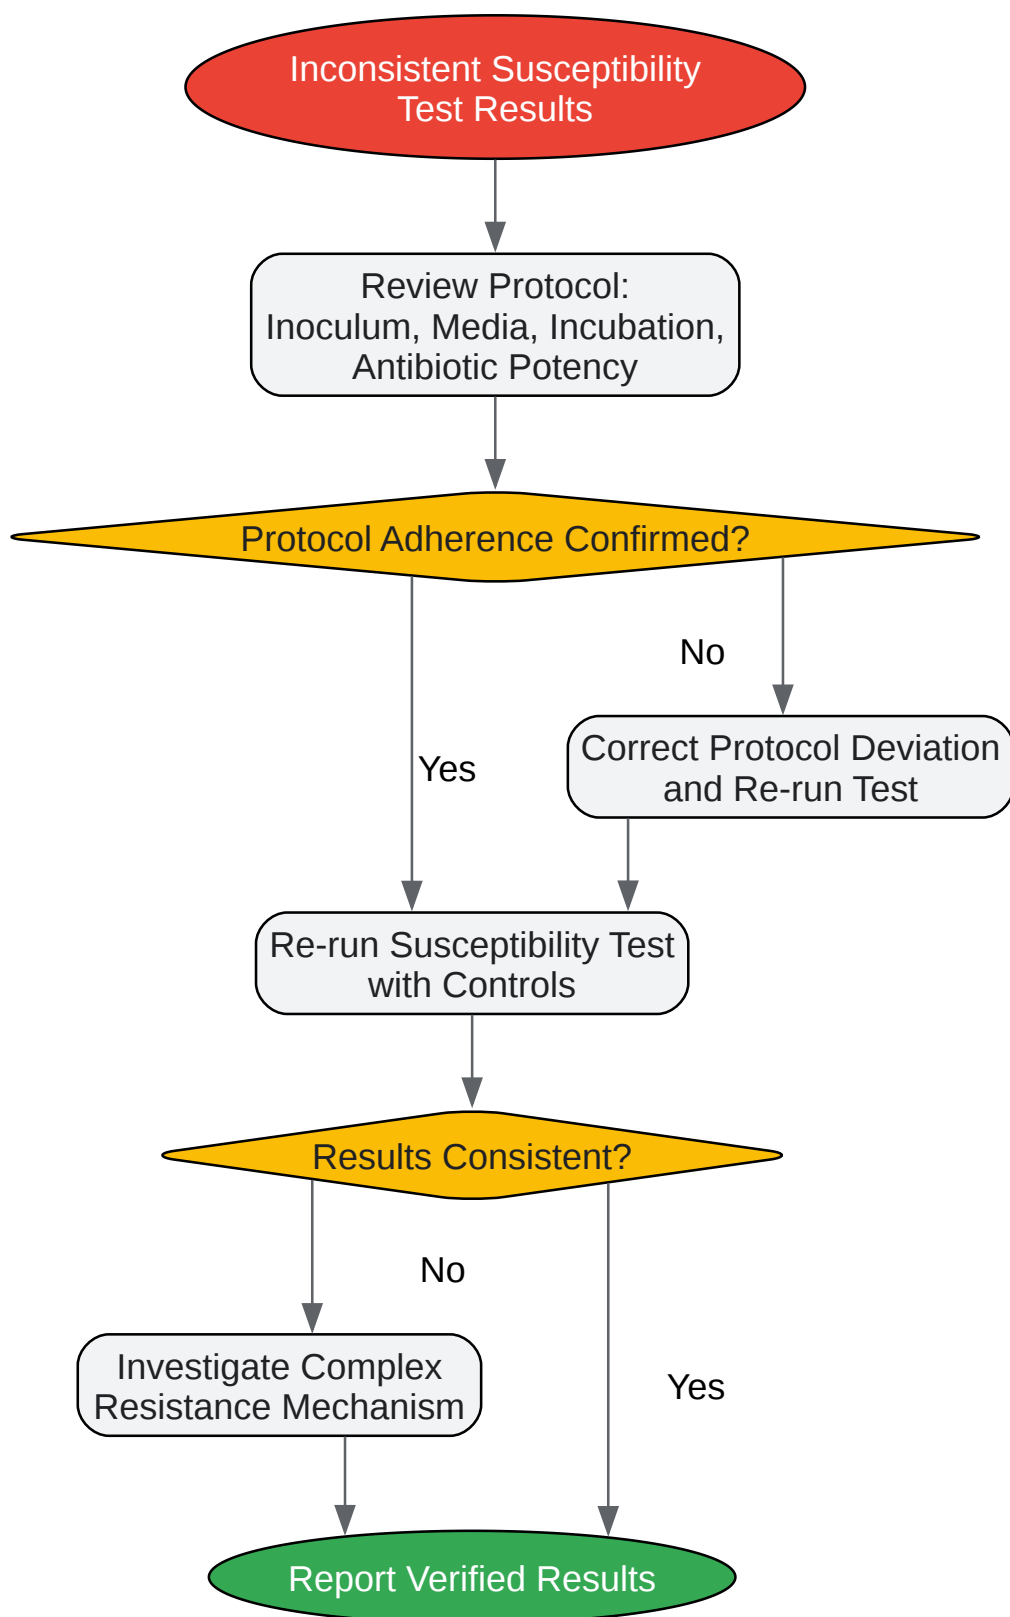 Inconsistent Susceptibility
Test Results
Review Protocol:
Inoculum, Media, Incubation,
Antibiotic Potency
Protocol Adherence Confirmed?
No
Correct Protocol Deviation
and Re-run Test
Yes
Re-run Susceptibility Test
with Controls
Results Consistent?
No
Investigate Complex
Resistance Mechanism
Yes
Report Verified Results